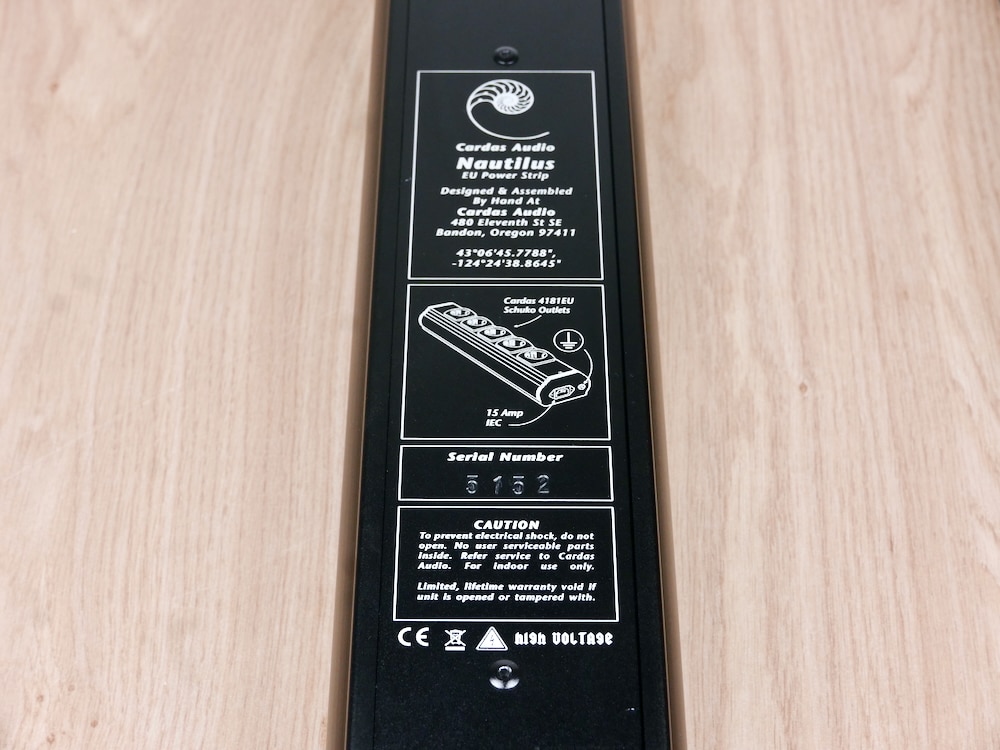 Cardas Audio
Nautilus
EU Power Strip
Designed & Assembled
By Hand At
Cardas Audio
480 Eleventh St SE
Bandon, Oregon 97411
43°06'45.7788",
-124°24'38.8645"
Cardas 4181EU
Schuko Outlets
15 Amp
IEC
Serial Number
5152
CAUTION
To prevent electrical shock, do not
open. No user serviceable parts
inside. Refer service to Cardas
Audio. For indoor use only.
Limited, lifetime warranty void if
unit is opened or tampered with.
CE HIGH VOLTAGE